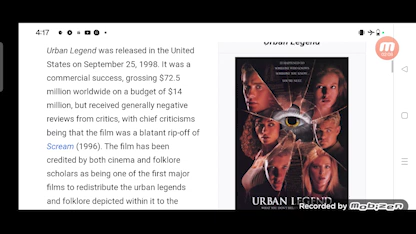 4:17
Urban Legend
Urban Legend was released in the United
States on September 25, 1998. It was a
commercial success, grossing $72.5
million worldwide on a budget of $14
million, but received generally negative
reviews from critics, with chief criticisms
being that the film was a blatant rip-off of
Scream (1996). The film has been
credited by both cinema and folklore
scholars as being one of the first major
films to redistribute the urban legends
and folklore depicted within it to the
URBAN LEGEND
Recorded by MOBIZEN